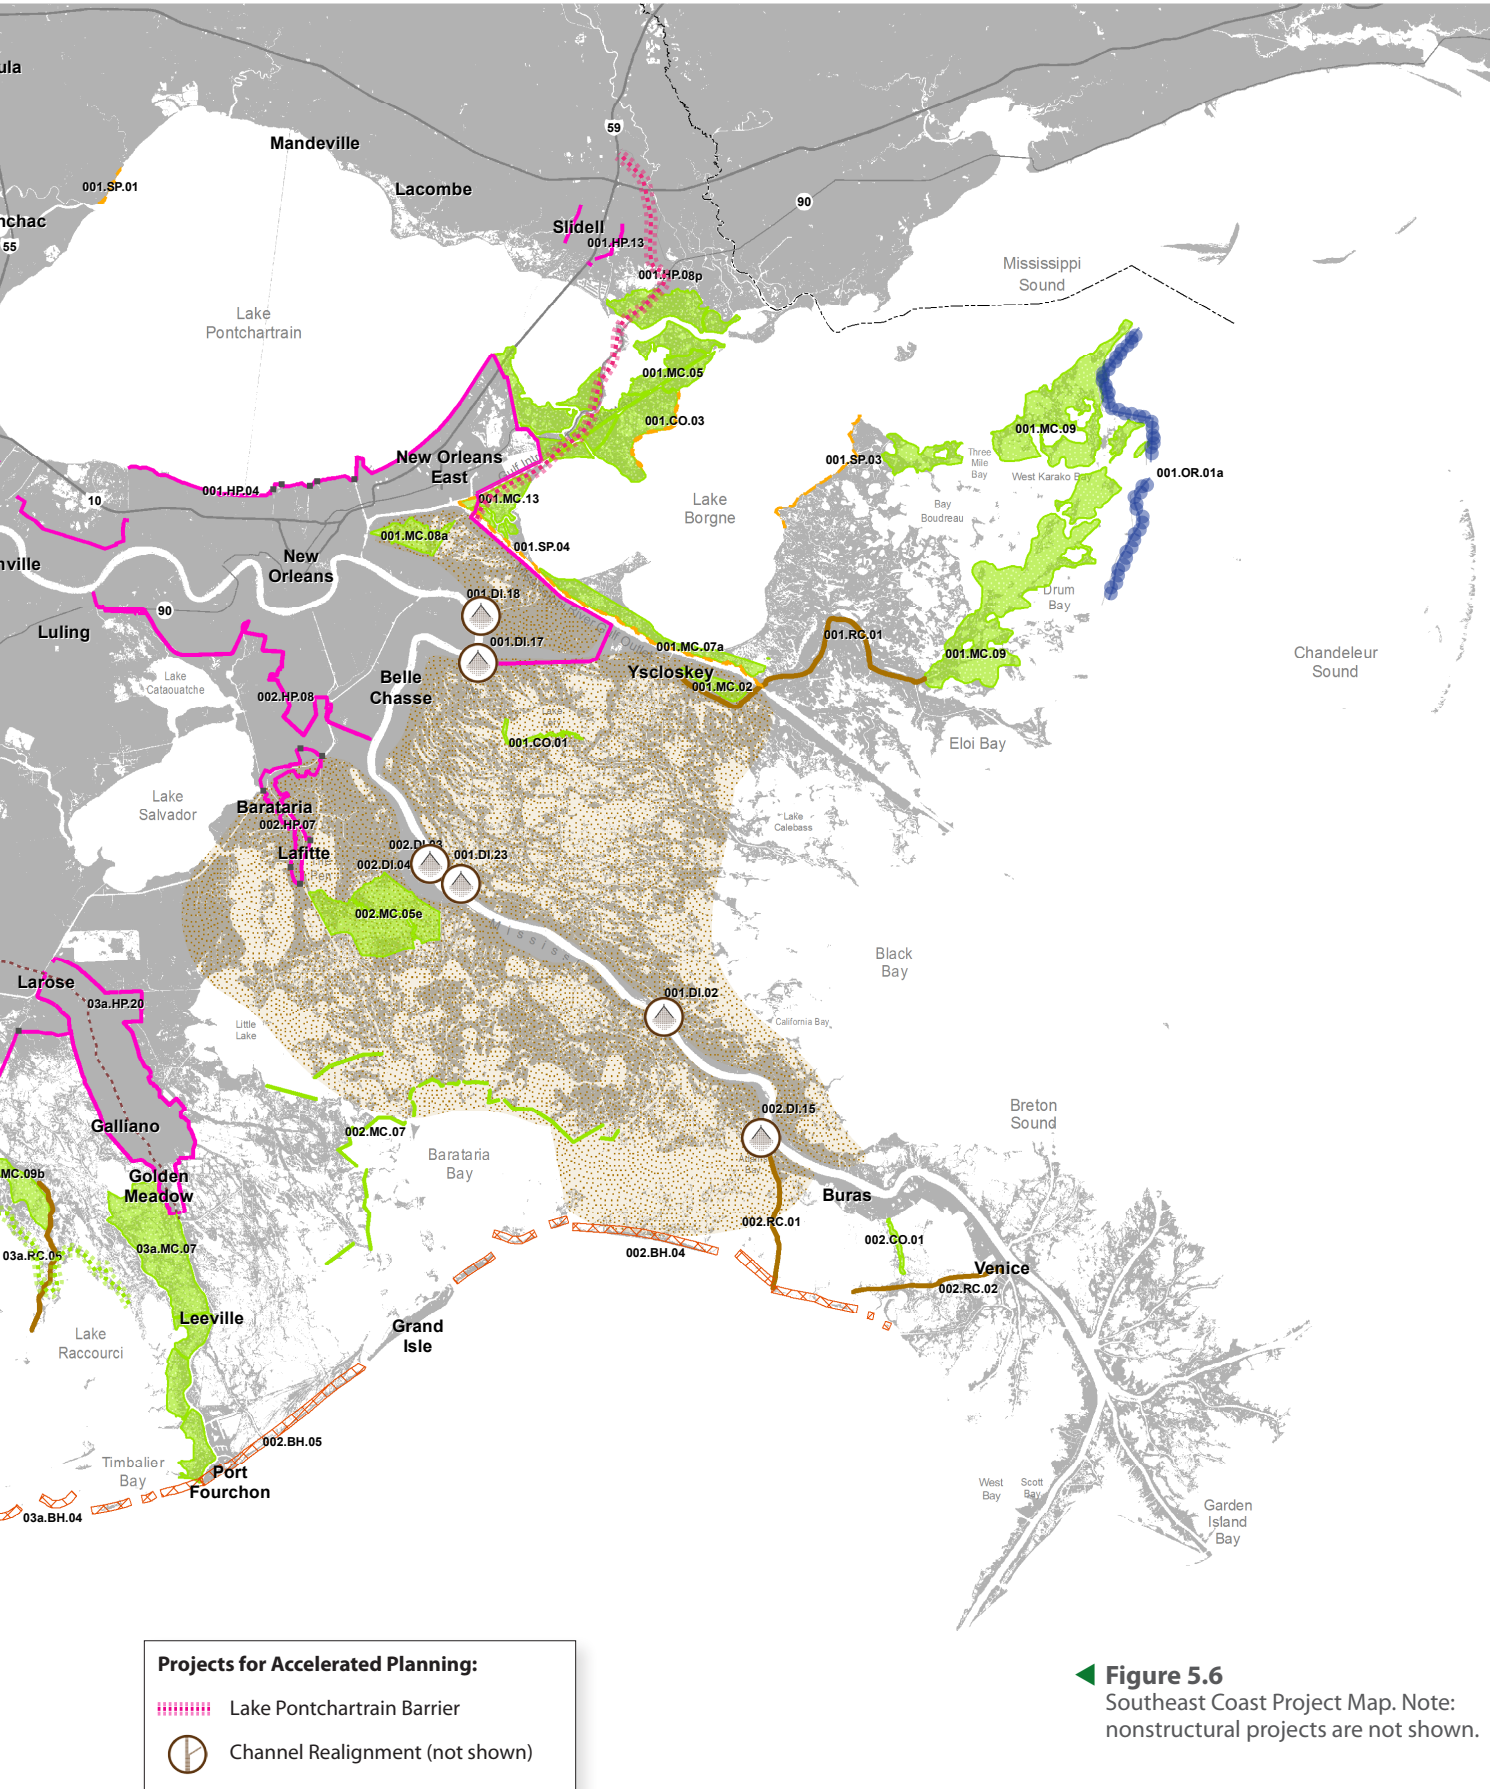 ula
Mandeville
59
Lacombe
001.SP.01
90
nchac
55
Slidell
001.HP.13
Mississippi
Sound
001.HP.08p
Lake
Pontchartrain
001.MC.05
001.CO.03
001.MC.09
New Orleans
East
001.SP.03
Three
Mile
Bay
West Karako Bay
001.OR.01a
001.HP.04
10
001.MC.13
Lake
Borgne
Bay
Boudreau
001.MC.08a
001.SP.04
nville
New
Orleans
001.DI.18
Drum
Bay
90
Luling
001.DI.17
001.RC.01
001.MC.07a
001.MC.09
Chandeleur
Sound
Lake
Cataouatche
Belle
Chasse
Yscloskey
001.MC.02
002.HP.08
001.CO.01
Eloi Bay
Lake
Salvador
Barataria
002.HP.07
Lake
Calebass
Lafitte
002.DI.03
001.DI.23
002.DI.04
002.MC.05e
Mississ
Black
Bay
Larose
03a.HP.20
001.DI.02
Little
Lake
California Bay
002.DI.15
Breton
Sound
Galliano
002.MC.07
Barataria
Bay
MC.09b
Golden
Meadow
Buras
002.RC.01
002.CO.01
03a.RC.05
03a.MC.07
002.BH.04
Venice
002.RC.02
Leeville
Lake
Raccourci
Grand
Isle
002.BH.05
Timbalier
Bay
Port
Fourchon
West
Bay
Scott
Bay
Garden
Island
Bay
03a.BH.04
Projects for Accelerated Planning:
Lake Pontchartrain Barrier
Channel Realignment (not shown)
Figure 5.6
Southeast Coast Project Map. Note:
nonstructural projects are not shown.